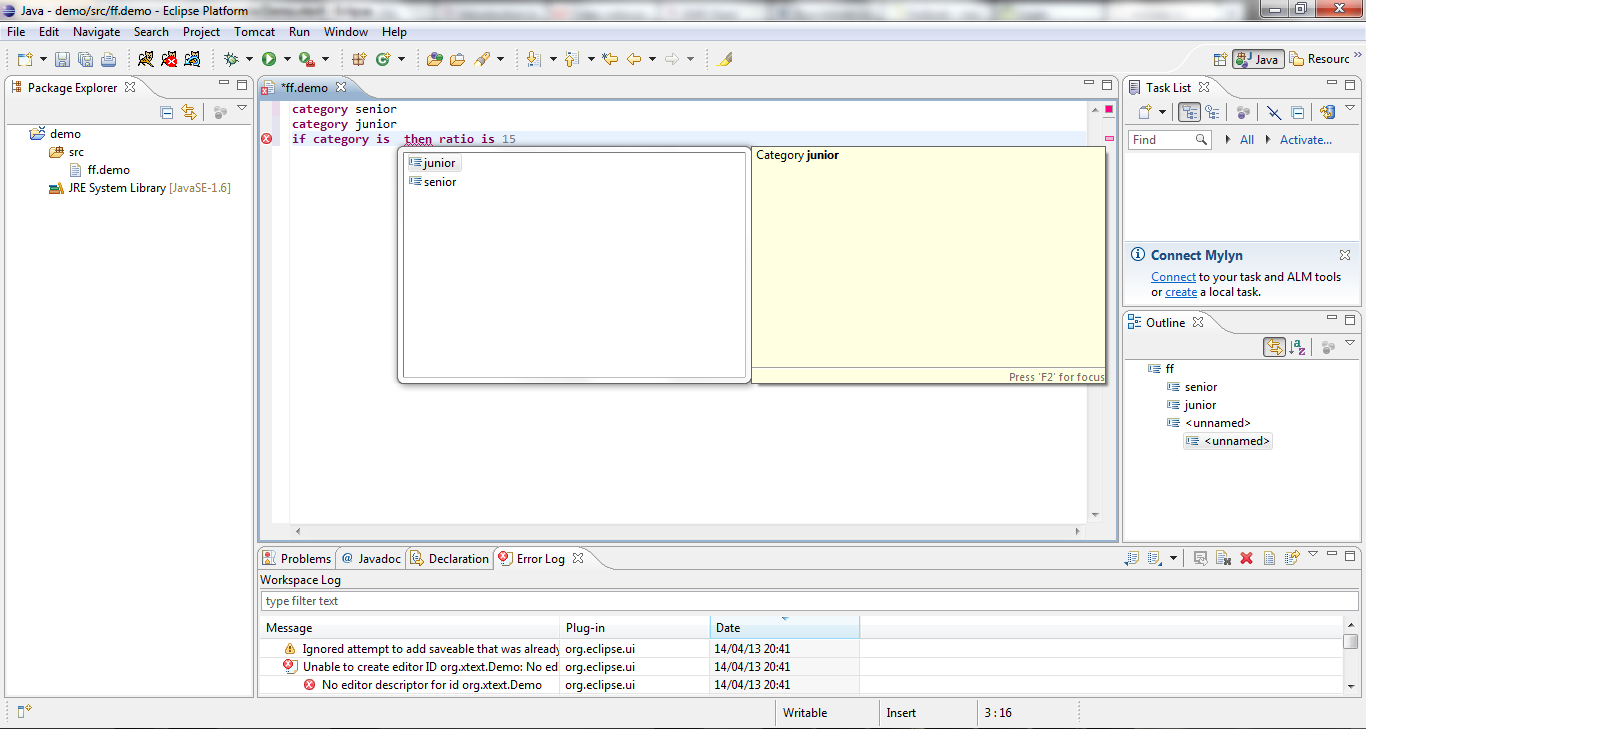 Java - demo/src/ff.demo - Eclipse Platform
File Edit Navigate Search Project Tomcat Run Window Help
Java Resourc »
Package Explorer
demo
src
ff.demo
JRE System Library [JavaSE-1.6]
*ff.demo
category senior
category junior
if category is  then ratio is 15
junior
senior
Category junior
Press 'F2' for focus
Task List
Find All Activate...
Connect Mylyn
Connect to your task and ALM tools
or create a local task.
Outline
ff
senior
junior
<unnamed>
<unnamed>
Problems @ Javadoc Declaration Error Log
Workspace Log
type filter text
Message Plug-in Date
Ignored attempt to add saveable that was already org.eclipse.ui 14/04/13 20:41
Unable to create editor ID org.xtext.Demo: No ed org.eclipse.ui 14/04/13 20:41
No editor descriptor for id org.xtext.Demo org.eclipse.ui 14/04/13 20:41
Writable Insert 3 : 16